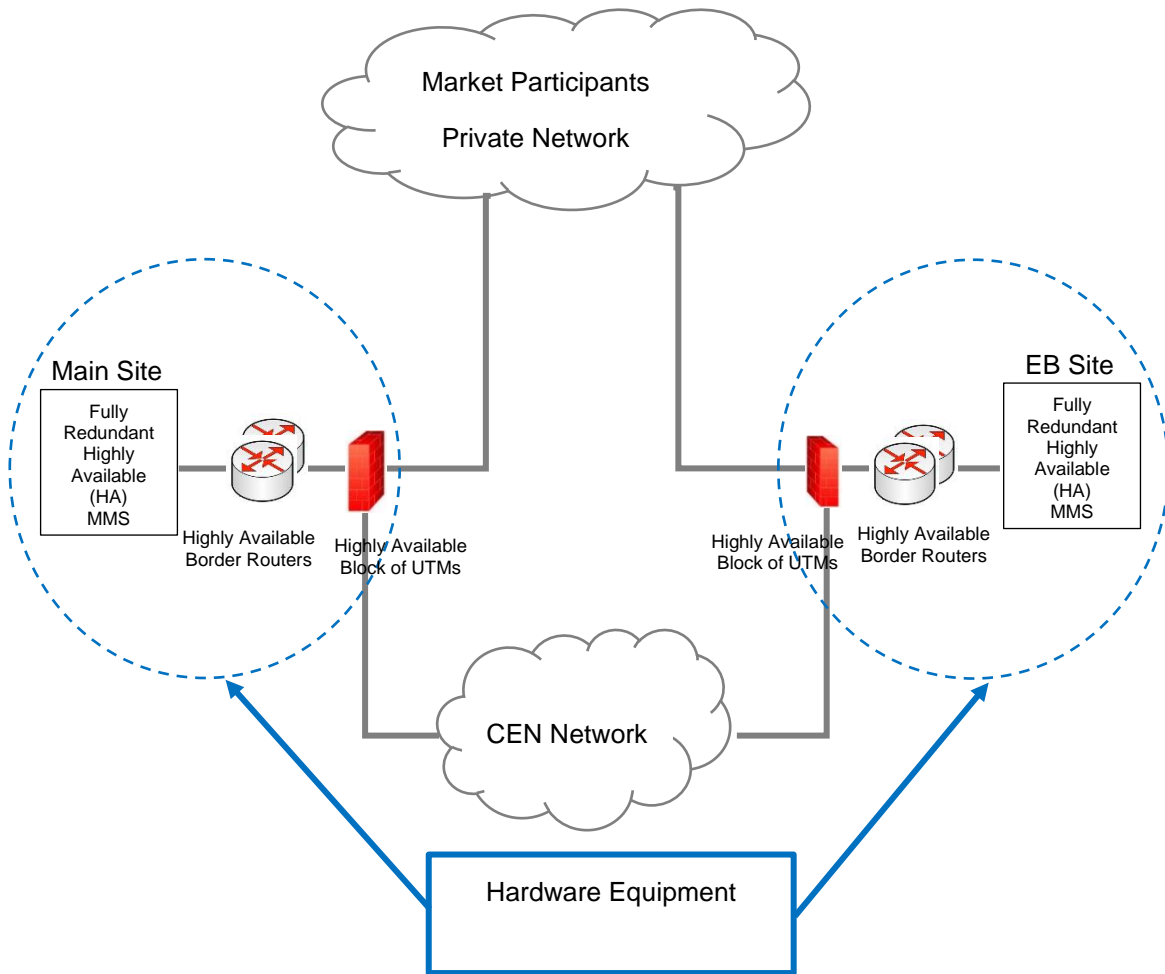 Market Participants
Private Network
Main Site
Fully
Redundant
Highly
Available
(HA)
MMS
Highly Available
Border Routers
Highly Available
Block of UTMs
EB Site
Fully
Redundant
Highly
Available
(HA)
MMS
Highly Available
Block of UTMs
Highly Available
Border Routers
CEN Network
Hardware Equipment